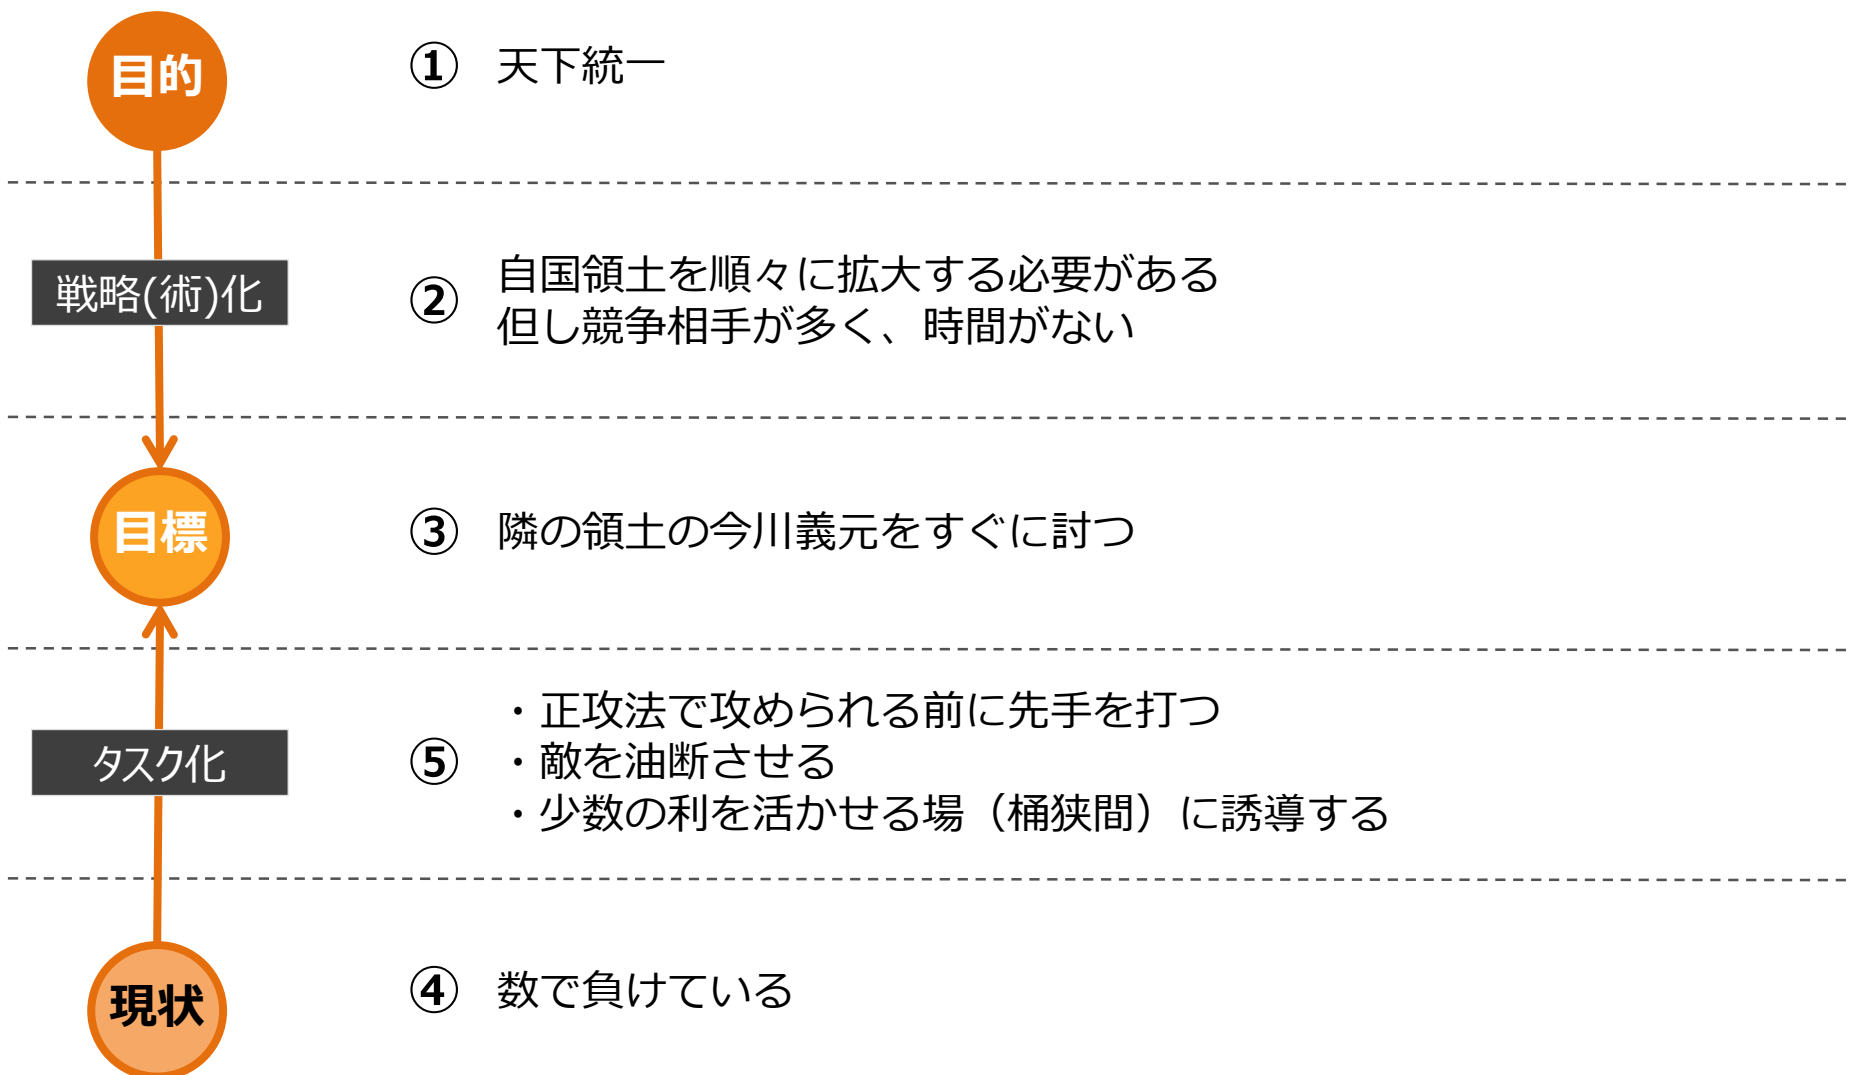 目的
① 天下統一
戦略(術)化
② 自国領土を順々に拡大する必要がある
但し競争相手が多く、時間がない
目標
③ 隣の領土の今川義元をすぐに討つ
タスク化
⑤ ・正攻法で攻められる前に先手を打つ
・敵を油断させる
・少数の利を活かせる場（桶狭間）に誘導する
現状
④ 数で負けている